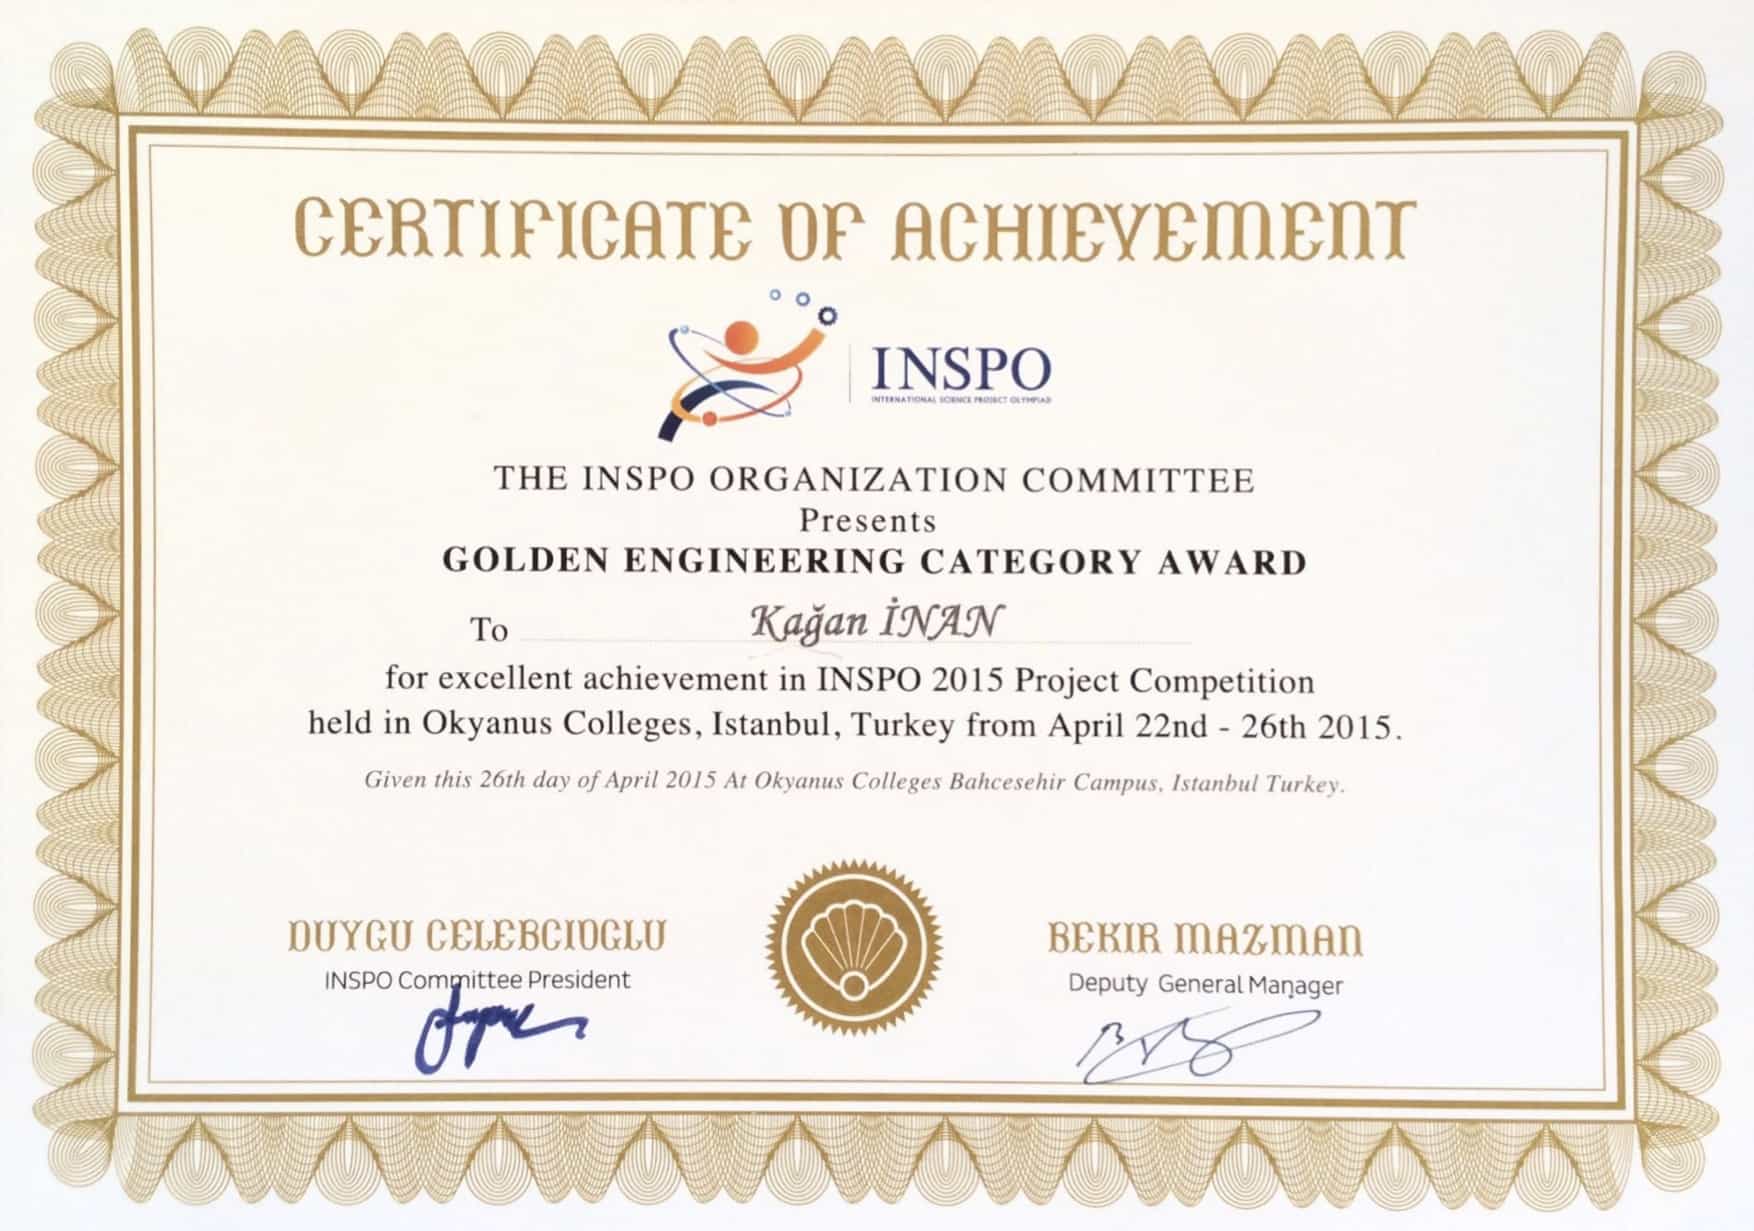 CERTIFICATE OF ACHIEVEMENT
INSPO
INTERNATIONAL SCIENCE PROJECT OLYMPIAD
THE INSPO ORGANIZATION COMMITTEE
Presents
GOLDEN ENGINEERING CATEGORY AWARD
To Kağan İNAN
for excellent achievement in INSPO 2015 Project Competition
held in Okyanus Colleges, Istanbul, Turkey from April 22nd - 26th 2015.
Given this 26th day of April 2015 At Okyanus Colleges Bahcesehir Campus, Istanbul Turkey.
DUYGU CELEBCIOGLU
INSPO Committee President
BEKIR MAZMAN
Deputy General Manager